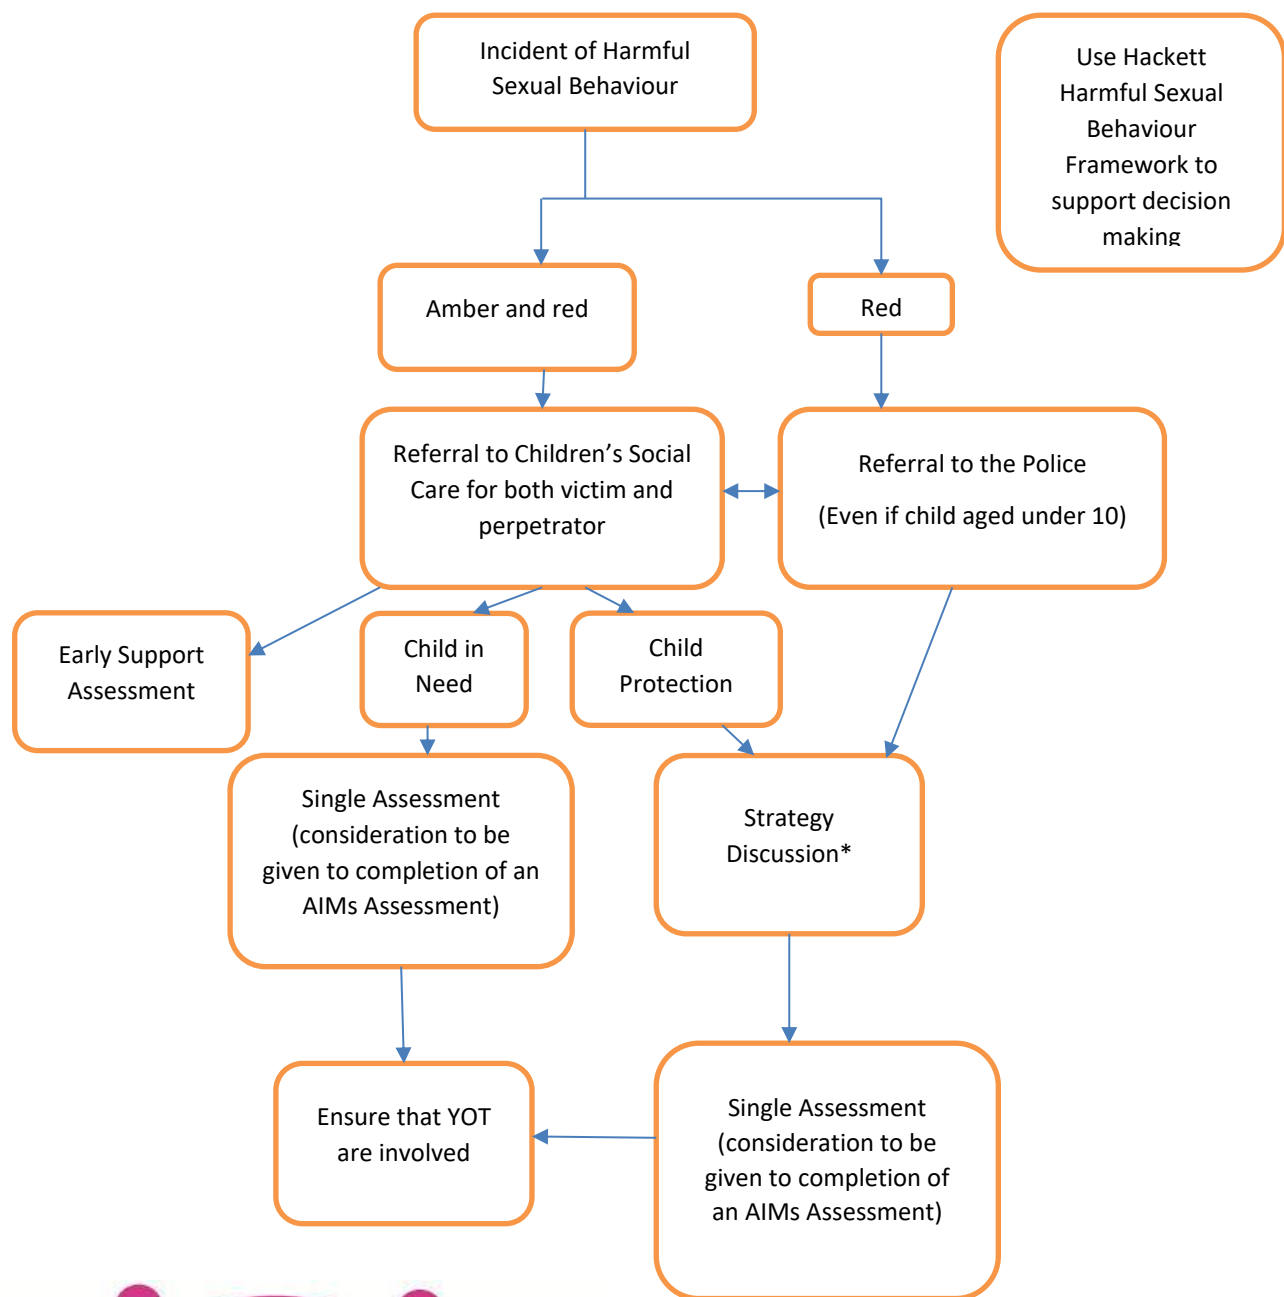 Incident of Harmful
Sexual Behaviour
Use Hackett
Harmful Sexual
Behaviour
Framework to
support decision
making
Amber and red
Red
Referral to Children’s Social
Care for both victim and
perpetrator
Referral to the Police
(Even if child aged under 10)
Early Support
Assessment
Child in
Need
Child
Protection
Single Assessment
(consideration to be
given to completion of an
AIMs Assessment)
Strategy
Discussion*
Ensure that YOT
are involved
Single Assessment
(consideration to be
given to completion of
an AIMs Assessment)